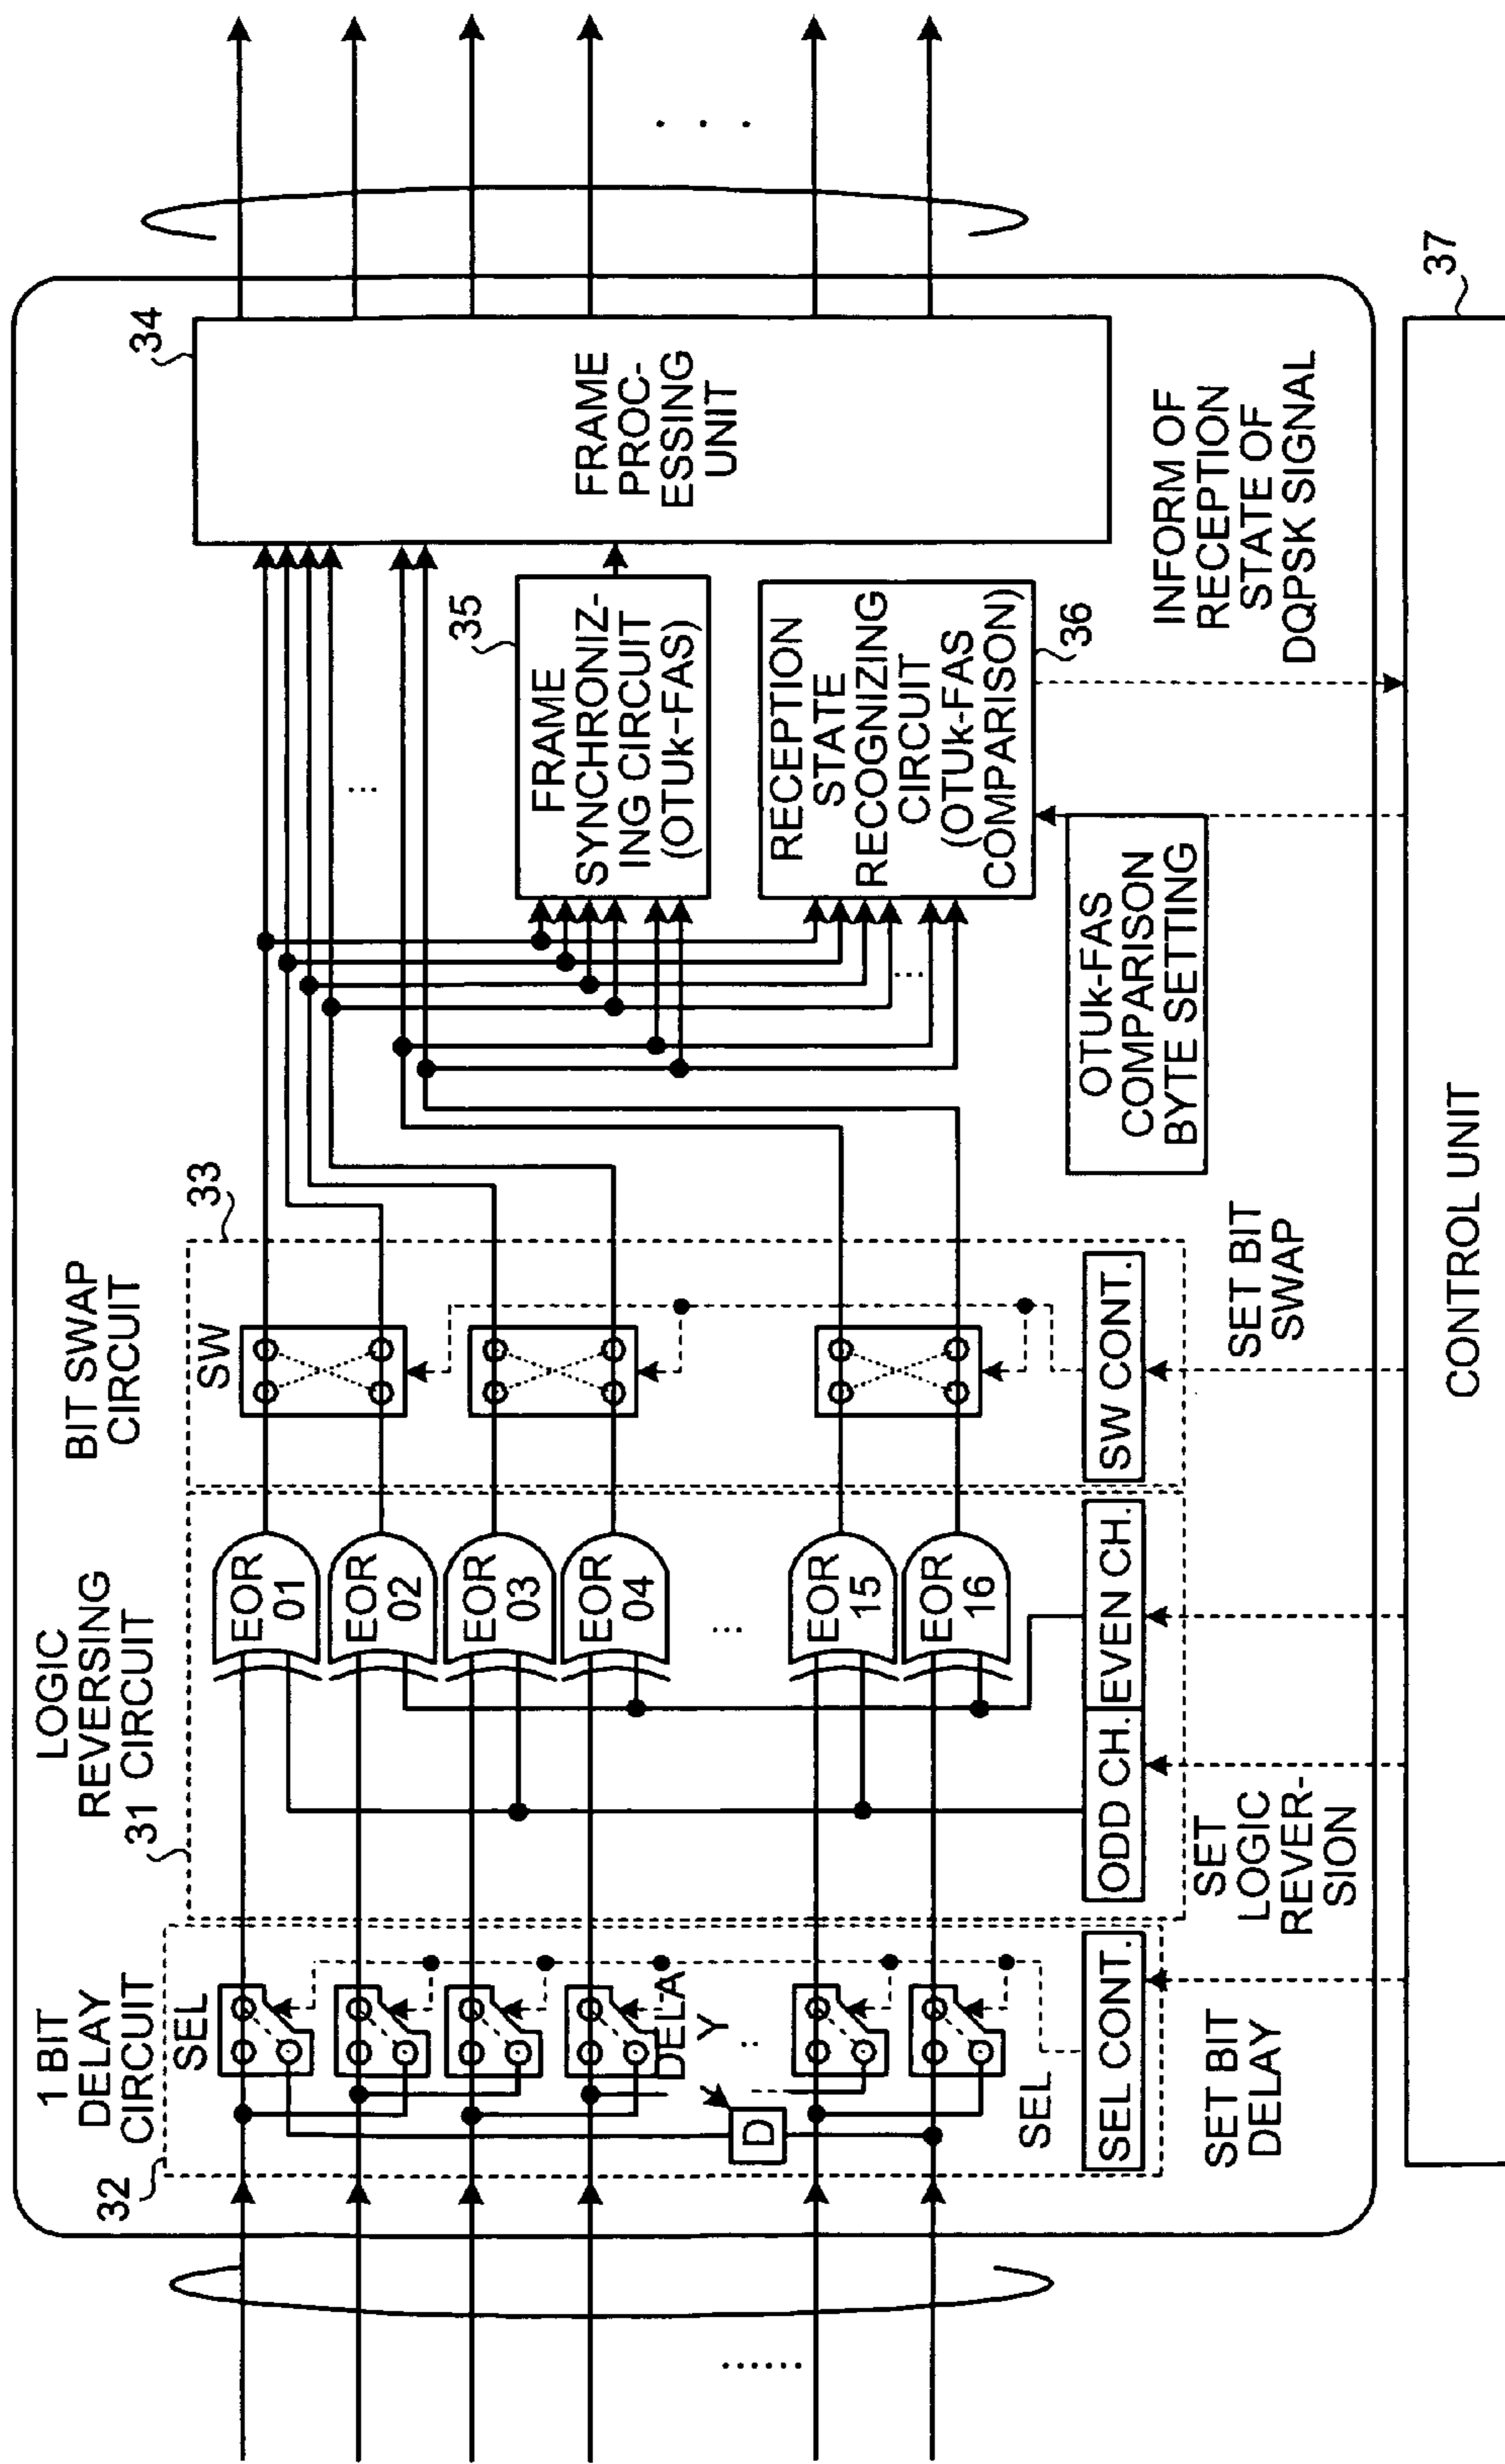 1 BIT
DELAY
CIRCUIT
32
SEL
DELA
Y
..
D
SEL
SEL CONT.
SET BIT
DELAY
......
LOGIC
REVERSING
CIRCUIT
31
EOR
01
EOR
02
EOR
03
EOR
04
...
EOR
15
EOR
16
ODD CH.
EVEN CH.
SET
LOGIC
REVER-
SION
BIT SWAP
CIRCUIT
33
SW
SW CONT.
SET BIT
SWAP
...
34
FRAME
PROC-
ESSING
UNIT
35
FRAME
SYNCHRONIZ-
ING CIRCUIT
(OTUk-FAS)
RECEPTION
STATE
RECOGNIZING
CIRCUIT
(OTUk-FAS
COMPARISON)
36
...
OTUk-FAS
COMPARISON
BYTE SETTING
INFORM OF
RECEPTION
STATE OF
DQPSK SIGNAL
. . .
CONTROL UNIT
37